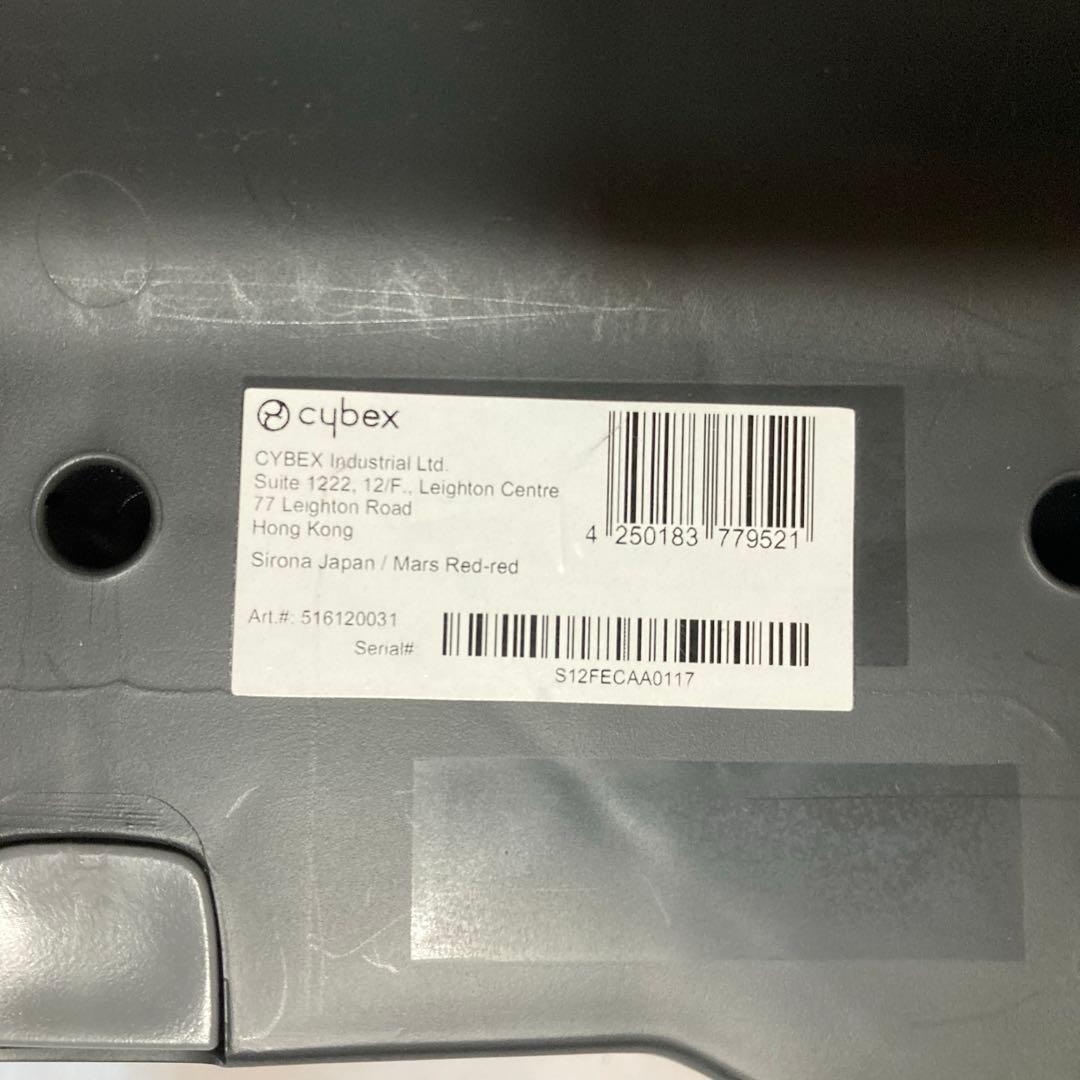 cybex
CYBEX Industrial Ltd.
Suite 1222, 12/F., Leighton Centre
77 Leighton Road
Hong Kong
4 250183 779521
Sirona Japan / Mars Red-red
Art.#: 516120031
Serial#
S12FECAA0117